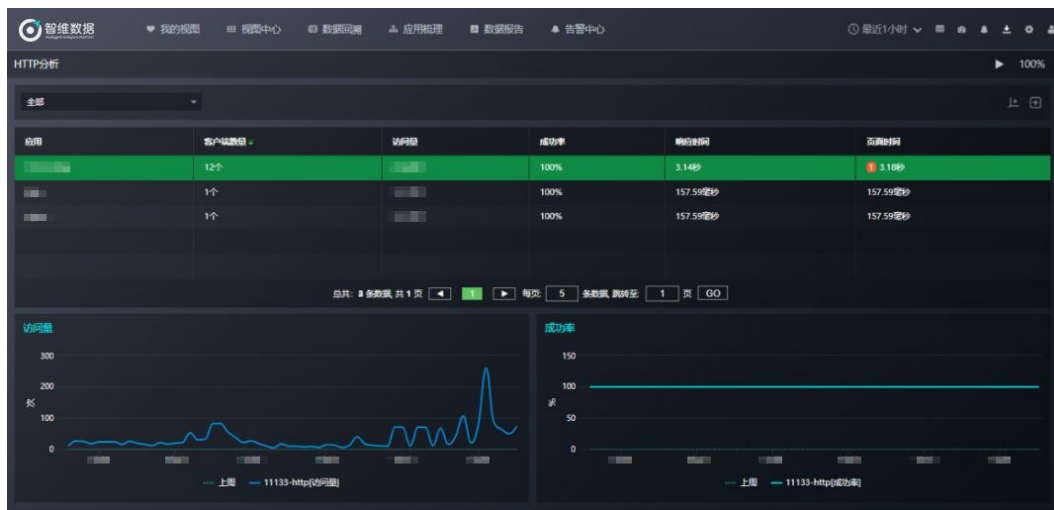 智维数据 我的视图 视图中心 数据回溯 应用梳理 数据报告 告警中心 最近1小时
HTTP分析 100%
全部
应用 客户端数量 访问量 成功率 响应时间 页面时间
12个 100% 3.14秒 1 3.18秒
1个 100% 157.59毫秒 157.59毫秒
1个 100% 157.59毫秒 157.59毫秒
总共: 3 条数据, 共 1 页 1 每页: 5 条数据, 跳转至: 1 页 GO
访问量 成功率
300 150
200 100
次 %
100 50
0 0
上周 11133-http[访问量] 上周 11133-http[成功率]